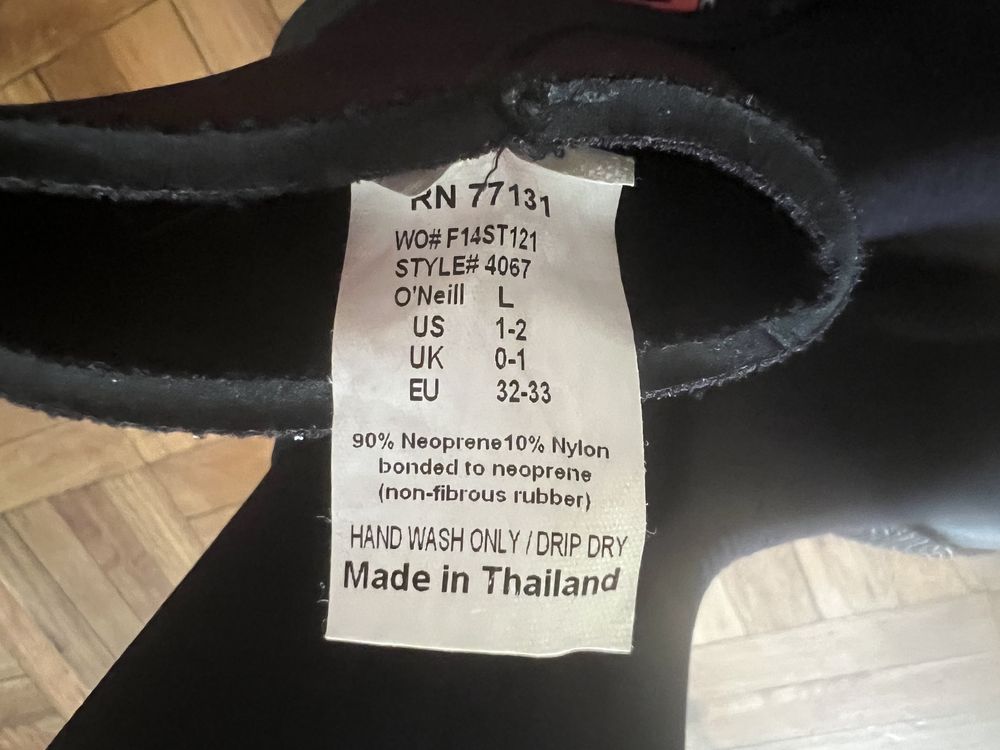 RN 77131
WO# F14ST121
STYLE# 4067
O'Neill L
US 1-2
UK 0-1
EU 32-33
90% Neoprene10% Nylon
bonded to neoprene
(non-fibrous rubber)
HAND WASH ONLY / DRIP DRY
Made in Thailand